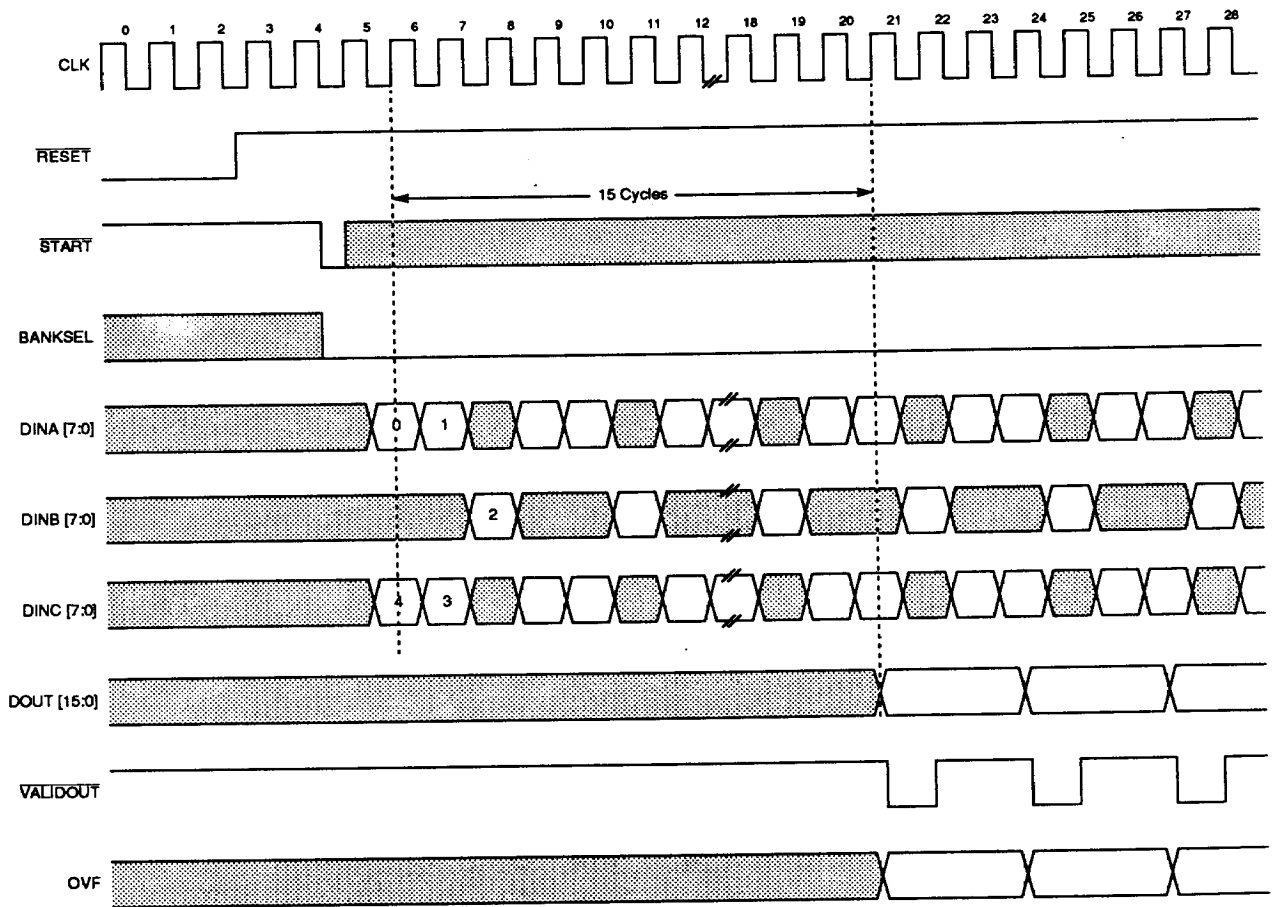 0 1 2 3 4 5 6 7 8 9 10 11 12 18 19 20 21 22 23 24 25 26 27 28
CLK
RESET
15 Cycles
START
BANKSEL
DINA [7:0]
0 1
DINB [7:0]
2
DINC [7:0]
4 3
DOUT [15:0]
VALIDOUT
OVF